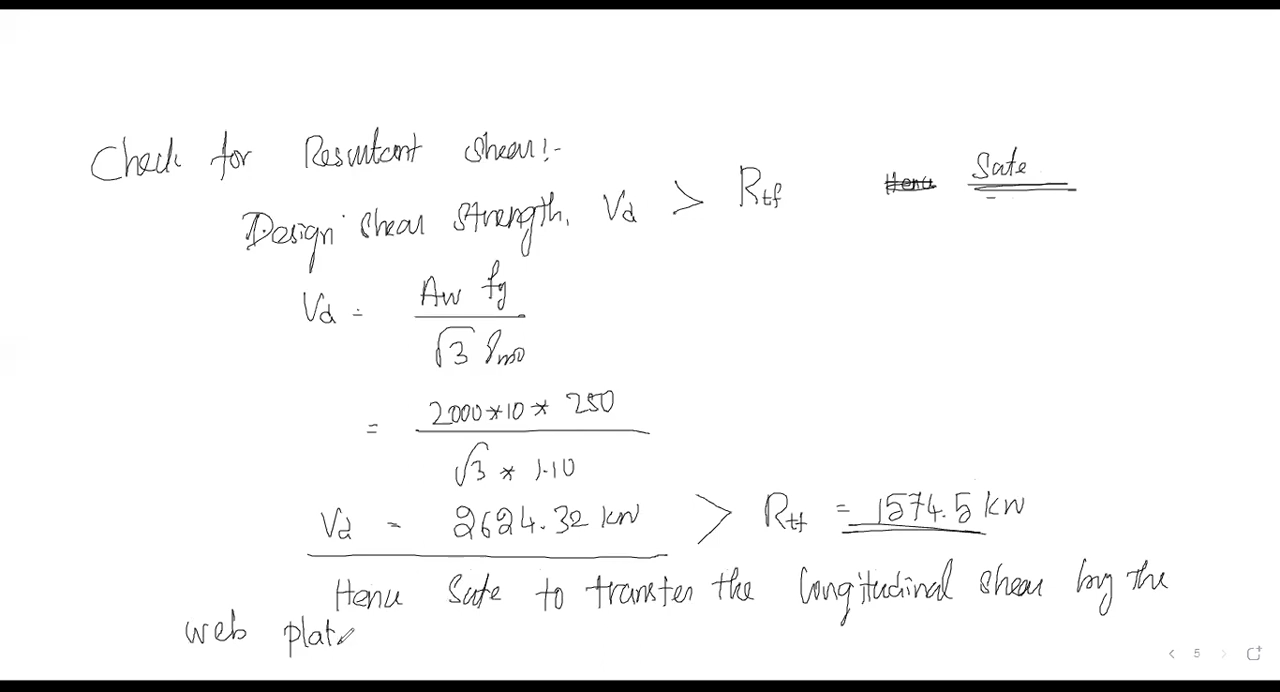 Check for Resultant Shear:-
Design Shear Strength, Vd > Rtf Safe
Vd = Aw fy
√3 γmo
= 2000*10* 250
√3 * 1.10
Vd = 2624.32 kN > Rtf = 1574.5 kN
Hence Safe to transfer the longitudinal shear by the
web plate
< 5 >